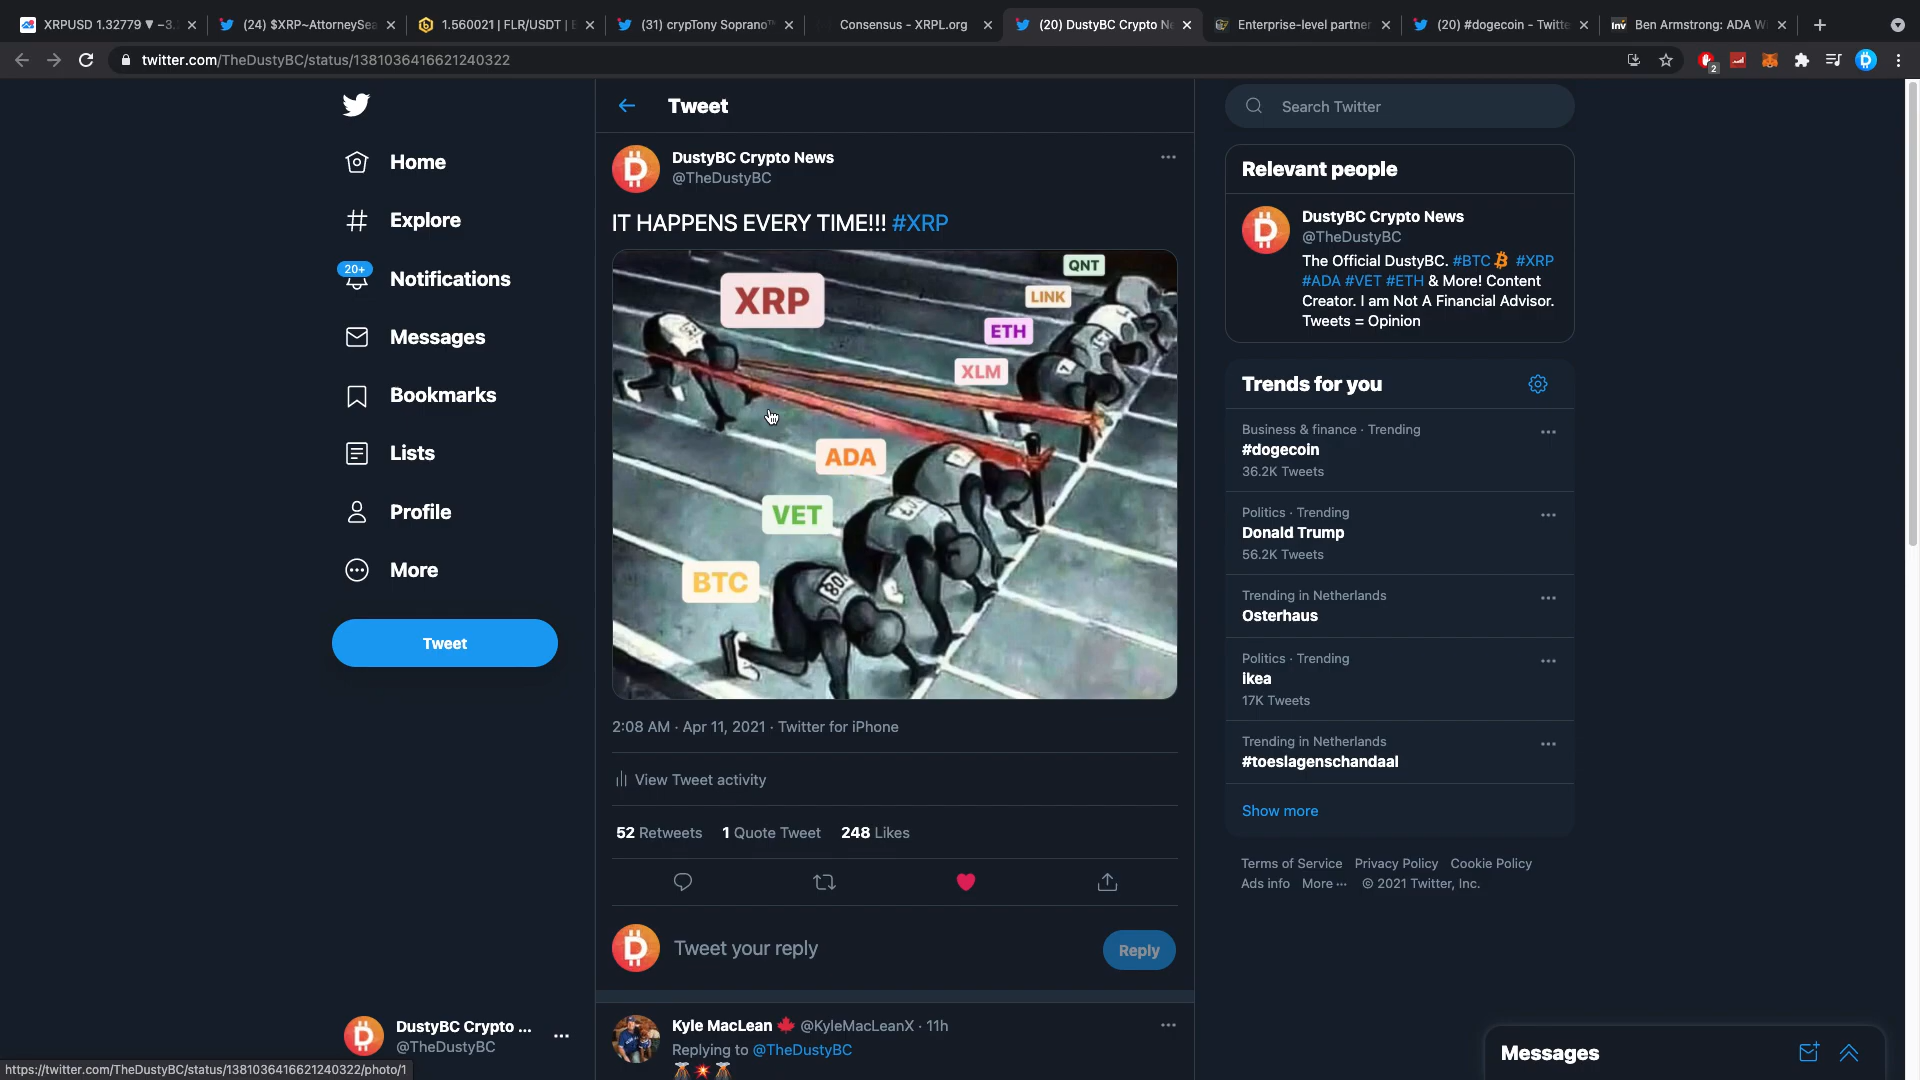 XRPUSD 1.32779 ▼ −3.
(24) $XRP~AttorneySea
1.560021 | FLR/USDT |
(31) crypTony Soprano™
Consensus - XRPL.org
(20) DustyBC Crypto Ne
Enterprise-level partner
(20) #dogecoin - Twitte
Ben Armstrong: ADA W
twitter.com/TheDustyBC/status/1381036416621240322
2
Home
Explore
20+
Notifications
Messages
Bookmarks
Lists
Profile
More
Tweet
DustyBC Crypto ...
@TheDustyBC
Tweet
DustyBC Crypto News
@TheDustyBC
IT HAPPENS EVERY TIME!!! #XRP
QNT
LINK
XRP
ETH
XLM
ADA
VET
BTC
2:08 AM · Apr 11, 2021 · Twitter for iPhone
View Tweet activity
52 Retweets 1 Quote Tweet 248 Likes
Tweet your reply
Reply
Kyle MacLean 🍁 @KyleMacLeanX · 11h
Replying to @TheDustyBC
🌋💥🌋
Search Twitter
Relevant people
DustyBC Crypto News
@TheDustyBC
The Official DustyBC. #BTC #XRP
#ADA #VET #ETH & More! Content
Creator. I am Not A Financial Advisor.
Tweets = Opinion
Trends for you
Business & finance · Trending
#dogecoin
36.2K Tweets
Politics · Trending
Donald Trump
56.2K Tweets
Trending in Netherlands
Osterhaus
Politics · Trending
ikea
17K Tweets
Trending in Netherlands
#toeslagenschandaal
Show more
Terms of Service Privacy Policy Cookie Policy
Ads info More ··· © 2021 Twitter, Inc.
Messages
https://twitter.com/TheDustyBC/status/1381036416621240322/photo/1